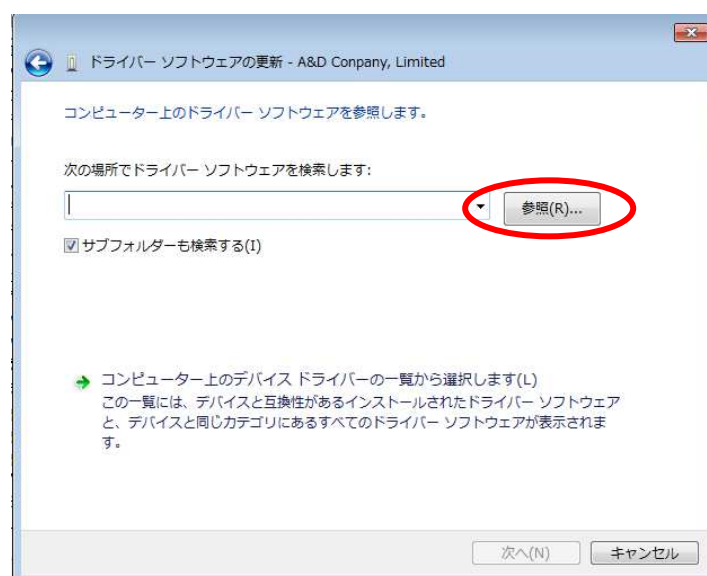 ドライバー ソフトウェアの更新 - A&D Conpany, Limited
コンピューター上のドライバー ソフトウェアを参照します。
次の場所でドライバー ソフトウェアを検索します:
参照(R)...
サブフォルダーも検索する(I)
コンピューター上のデバイス ドライバーの一覧から選択します(L)
この一覧には、デバイスと互換性があるインストールされたドライバー ソフトウェア
と、デバイスと同じカテゴリにあるすべてのドライバー ソフトウェアが表示されま
す。
次へ(N)
キャンセル